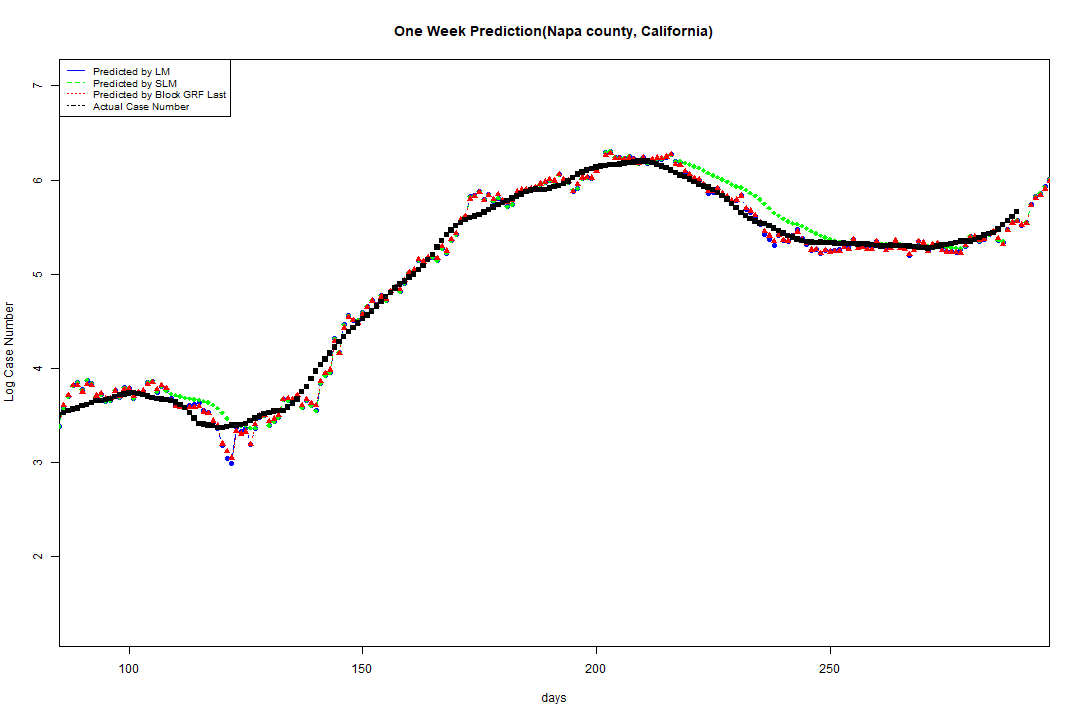 One Week Prediction(Napa county, California)
Predicted by LM
Predicted by SLM
Predicted by Block GRF Last
Actual Case Number
7
6
5
4
3
2
Log Case Number
100 150 200 250
days